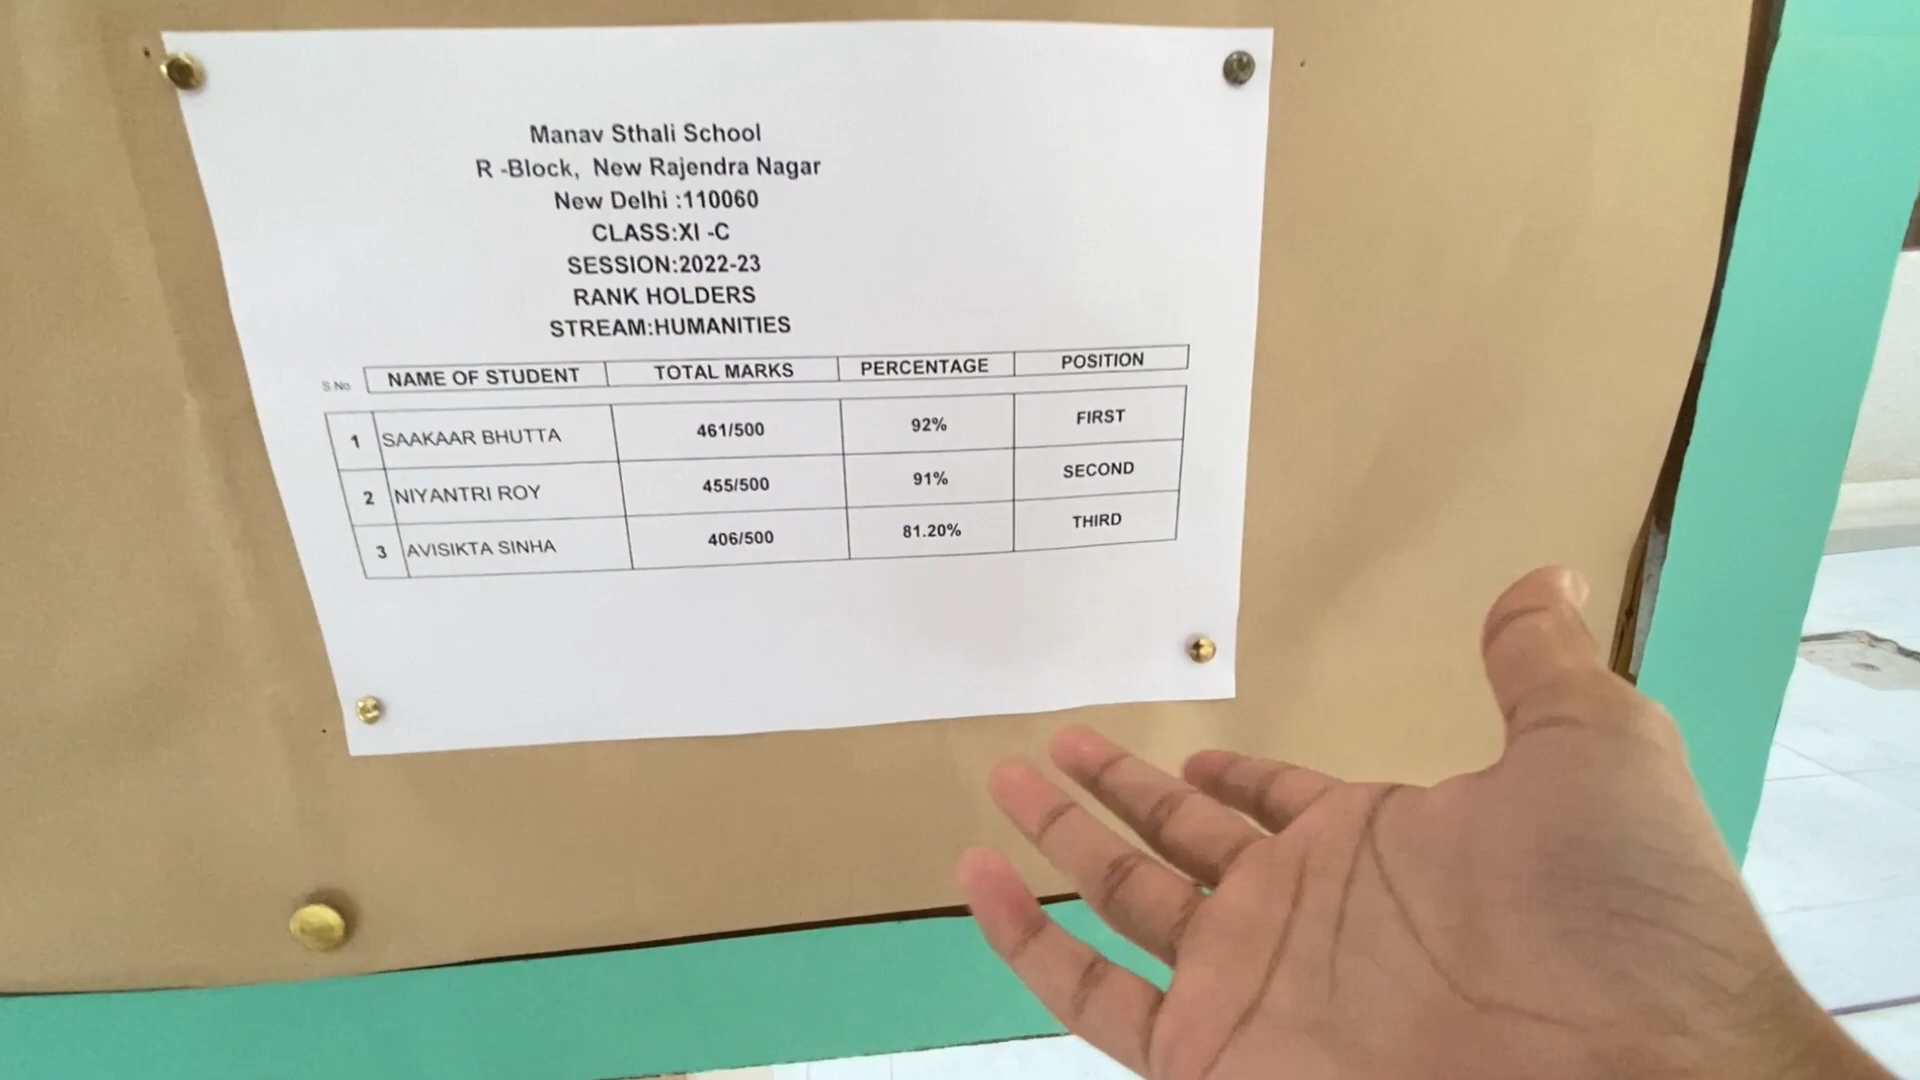 Manav Sthali School
R -Block, New Rajendra Nagar
New Delhi :110060
CLASS:XI -C
SESSION:2022-23
RANK HOLDERS
STREAM:HUMANITIES
S.No NAME OF STUDENT TOTAL MARKS PERCENTAGE POSITION
1 SAAKAAR BHUTTA 461/500 92% FIRST
2 NIYANTRI ROY 455/500 91% SECOND
3 AVISIKTA SINHA 406/500 81.20% THIRD